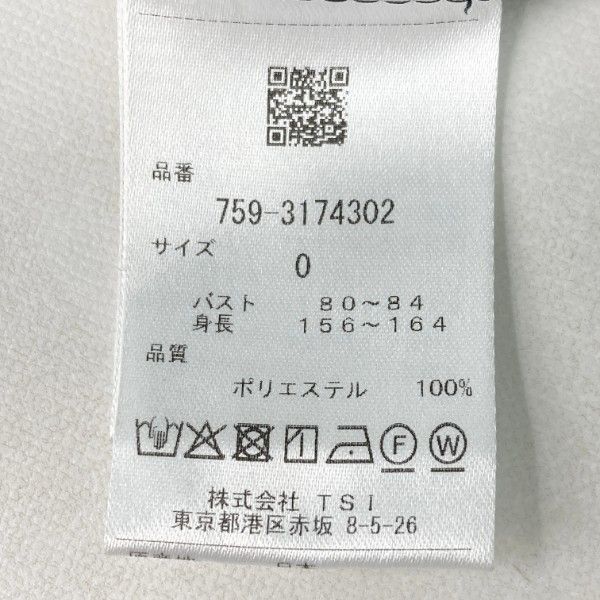 品番
759-3174302
サイズ
0
バスト 80～84
身長 156～164
品質
ポリエステル 100%
F W
株式会社 TSI
東京都港区赤坂 8-5-26